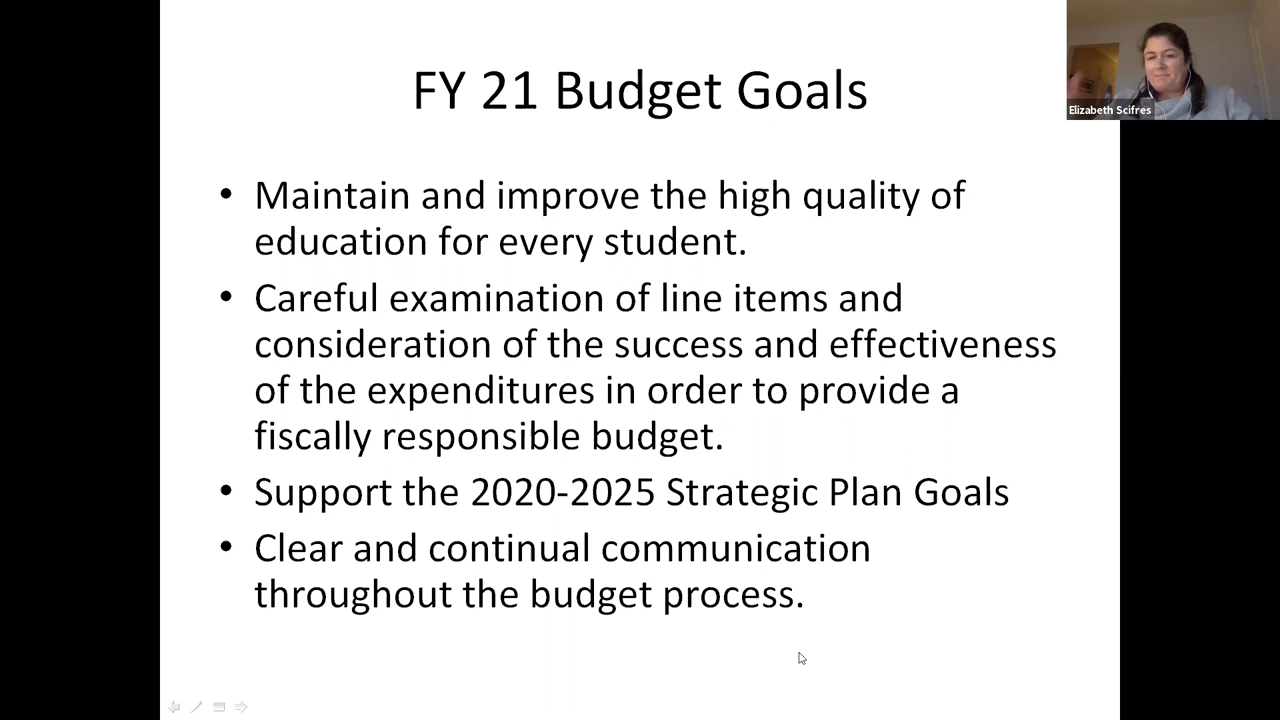 FY 21 Budget Goals
Elizabeth Scifres
• Maintain and improve the high quality of
education for every student.
• Careful examination of line items and
consideration of the success and effectiveness
of the expenditures in order to provide a
fiscally responsible budget.
• Support the 2020-2025 Strategic Plan Goals
• Clear and continual communication
throughout the budget process.